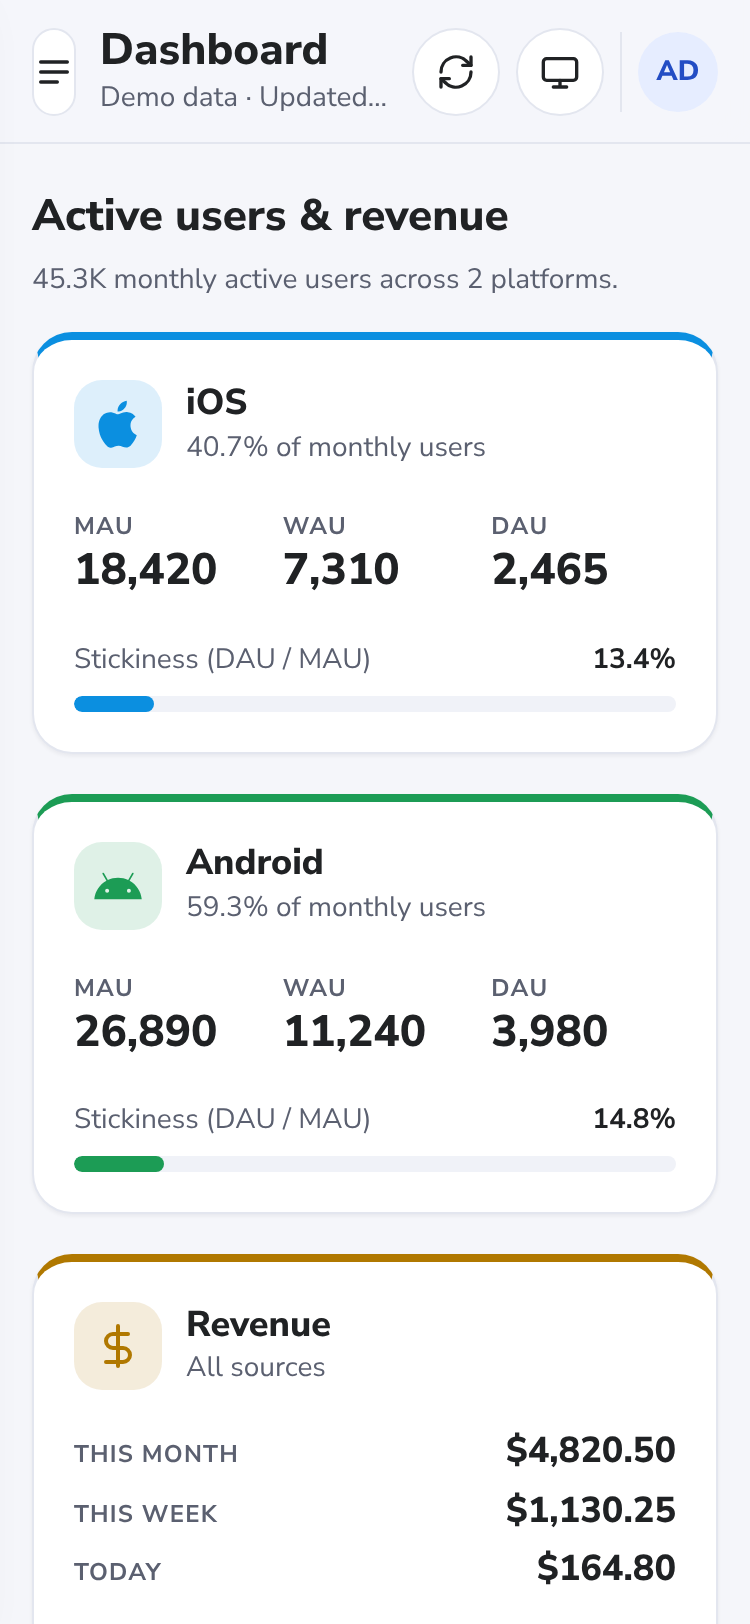 Dashboard
Demo data · Updated...
AD
Active users & revenue
45.3K monthly active users across 2 platforms.
iOS
40.7% of monthly users
MAU WAU DAU
18,420 7,310 2,465
Stickiness (DAU / MAU) 13.4%
Android
59.3% of monthly users
MAU WAU DAU
26,890 11,240 3,980
Stickiness (DAU / MAU) 14.8%
$
Revenue
All sources
THIS MONTH $4,820.50
THIS WEEK $1,130.25
TODAY $164.80